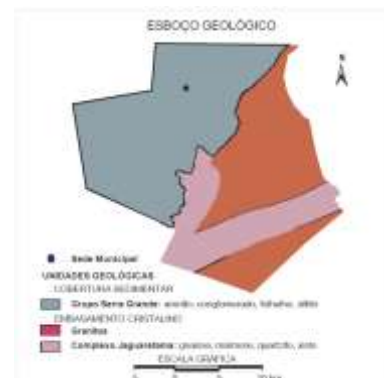 ESBOÇO GEOLÓGICO
N
Sede Municipal
UNIDADES GEOLÓGICAS
COBERTURA SEDIMENTAR
Grupo Serra Grande: arenito, conglomerado, folhelho, siltito
EMBASAMENTO CRISTALINO
Granitos
Complexo Jaguaretama: gnaisse, mármore, quartzito, xisto
ESCALA GRÁFICA